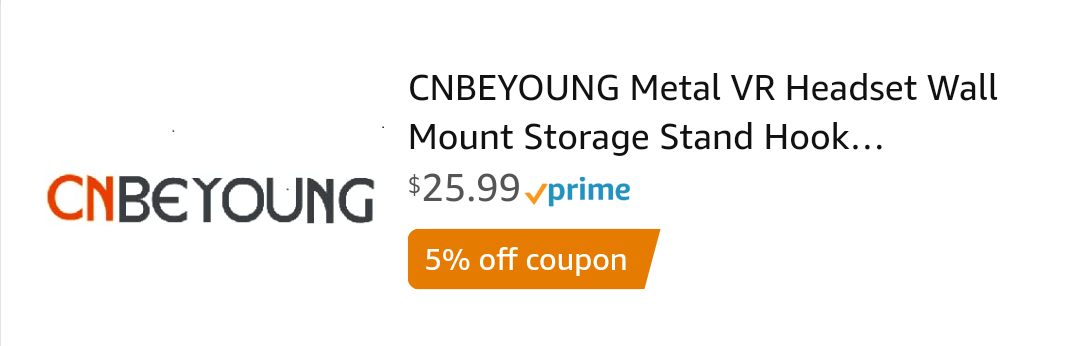 CNBEYOUNG
CNBEYOUNG Metal VR Headset Wall
Mount Storage Stand Hook…
$25.99 prime
5% off coupon